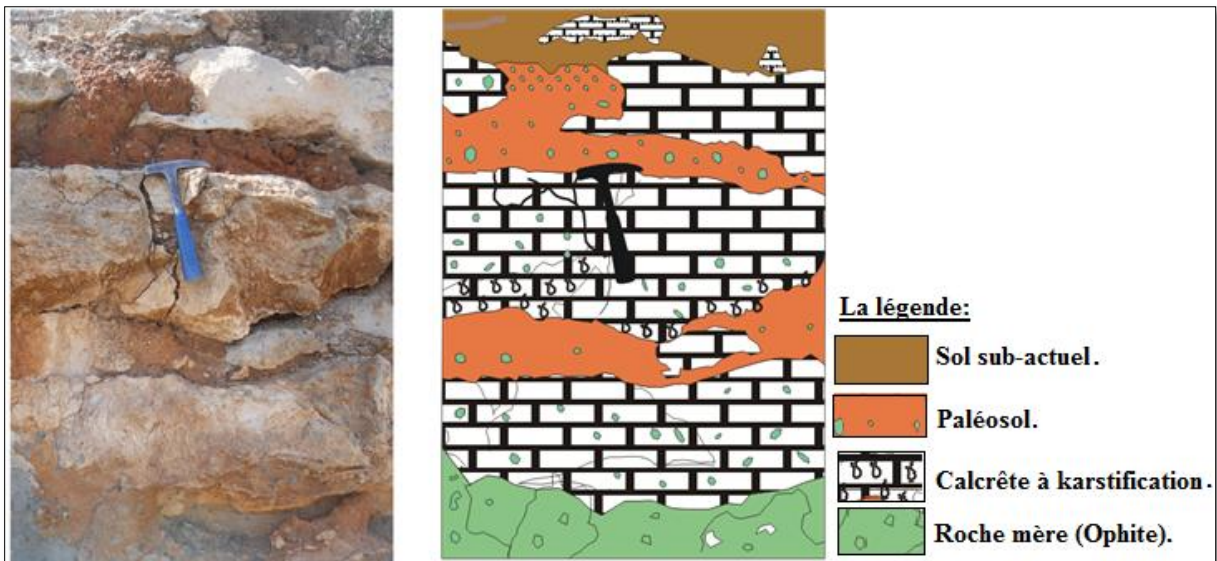 La légende:
Sol sub-actuel.
Paléosol.
Calcrête à karstification.
Roche mère (Ophite).